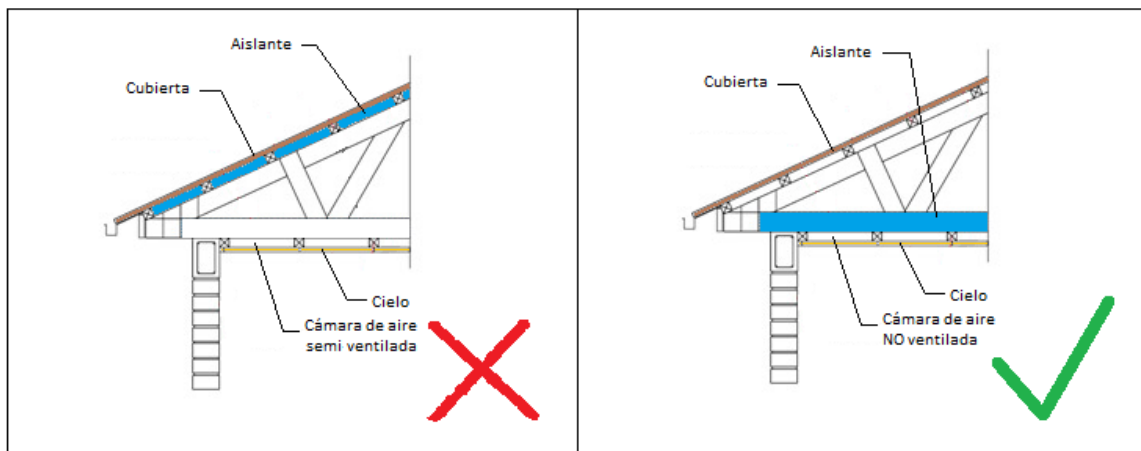 Aislante
Cubierta
Cielo
Cámara de aire
semi ventilada
Aislante
Cubierta
Cielo
Cámara de aire
NO ventilada